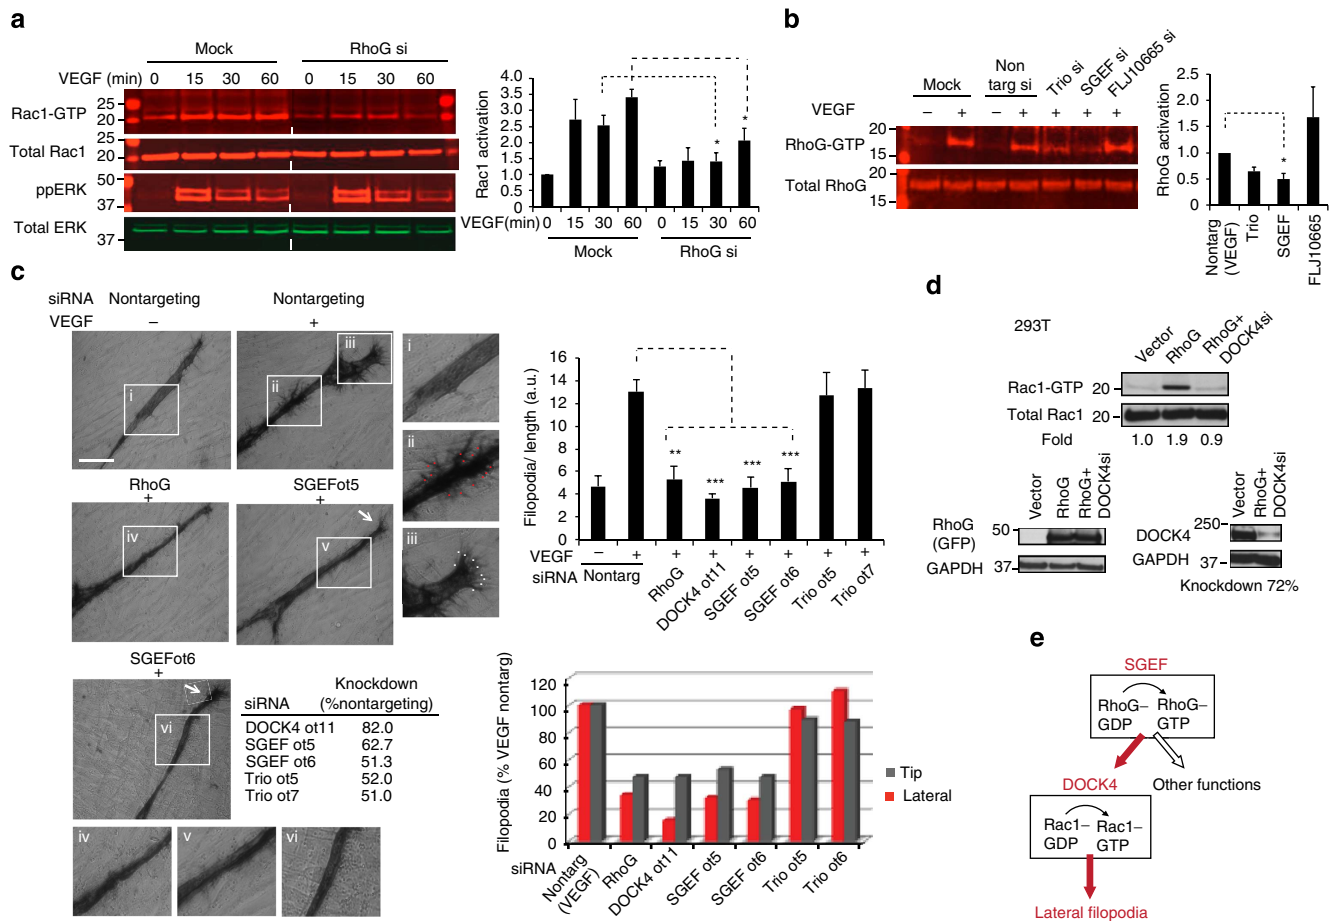 a
Mock
RhoG si
VEGF (min) 0 15 30 60 0 15 30 60
Rac1-GTP
25
20
Total Rac1
25
20
ppERK
50
37
Total ERK
37
Rac1 activation
4.0
3.5
3.0
2.5
2.0
1.5
1.0
0.5
0
*
*
VEGF(min) 0 15 30 60 0 15 30 60
Mock
RhoG si
b
Mock
Non
targ si
Trio si
SGEF si
FLJ10665 si
VEGF – + – + + + +
RhoG-GTP
20
15
Total RhoG
20
15
RhoG activation
2.5
2.0
1.5
1.0
0.5
0
*
Nontarg
(VEGF)
Trio
SGEF
FLJ10665
c
siRNA Nontargeting Nontargeting
VEGF – +
i
ii
iii
i
ii
iii
RhoG
+
SGEFot5
+
iv
v
SGEFot6
+
vi
siRNA
Knockdown
(%nontargeting)
DOCK4 ot11 82.0
SGEF ot5 62.7
SGEF ot6 51.3
Trio ot5 52.0
Trio ot7 51.0
iv
v
vi
Filopodia/ length (a.u.)
16
14
12
10
8
6
4
2
0
**
***
***
***
VEGF – + + + + + + +
siRNA Nontarg
RhoG
DOCK4 ot11
SGEF ot5
SGEF ot6
Trio ot5
Trio ot7
Filopodia (% VEGF nontarg)
120
100
80
60
40
20
0
Tip
Lateral
siRNA
Nontarg
(VEGF)
RhoG
DOCK4 ot11
SGEF ot5
SGEF ot6
Trio ot5
Trio ot6
d
293T
Vector
RhoG
RhoG+
DOCK4si
Rac1-GTP 20
Total Rac1 20
Fold 1.0 1.9 0.9
Vector
RhoG
RhoG+
DOCK4si
RhoG
(GFP)
50
GAPDH 37
Vector
RhoG+
DOCK4si
250
DOCK4
GAPDH 37
Knockdown 72%
e
SGEF
RhoG–
GDP
RhoG–
GTP
DOCK4
Other functions
Rac1–
GDP
Rac1–
GTP
Lateral filopodia